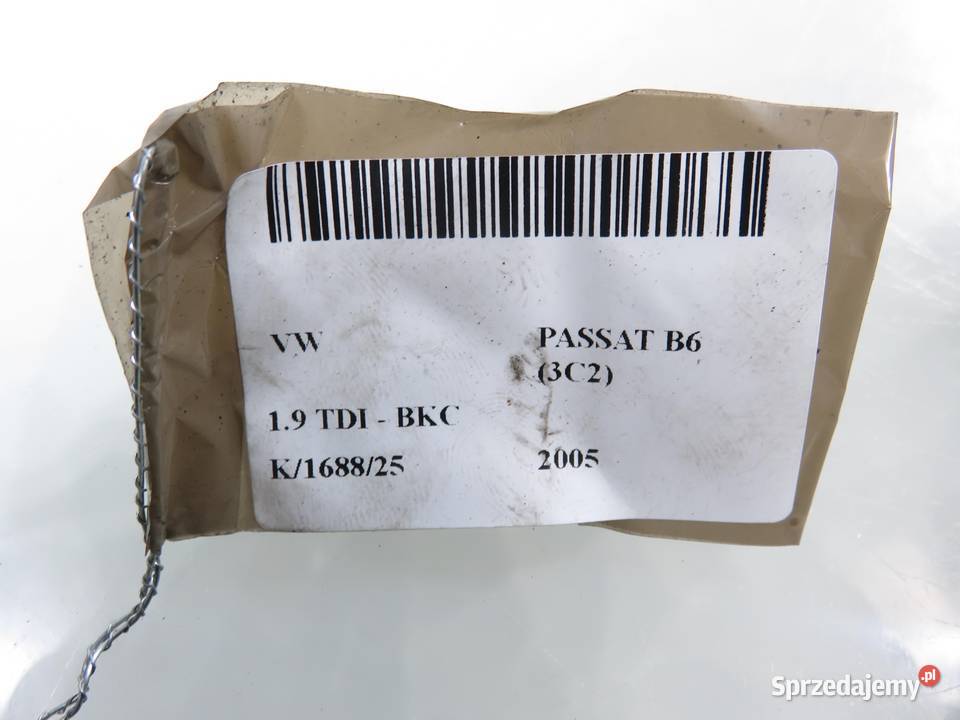 VW PASSAT B6
(3C2)
1.9 TDI - BKC
K/1688/25 2005
Sprzedajemy.pl